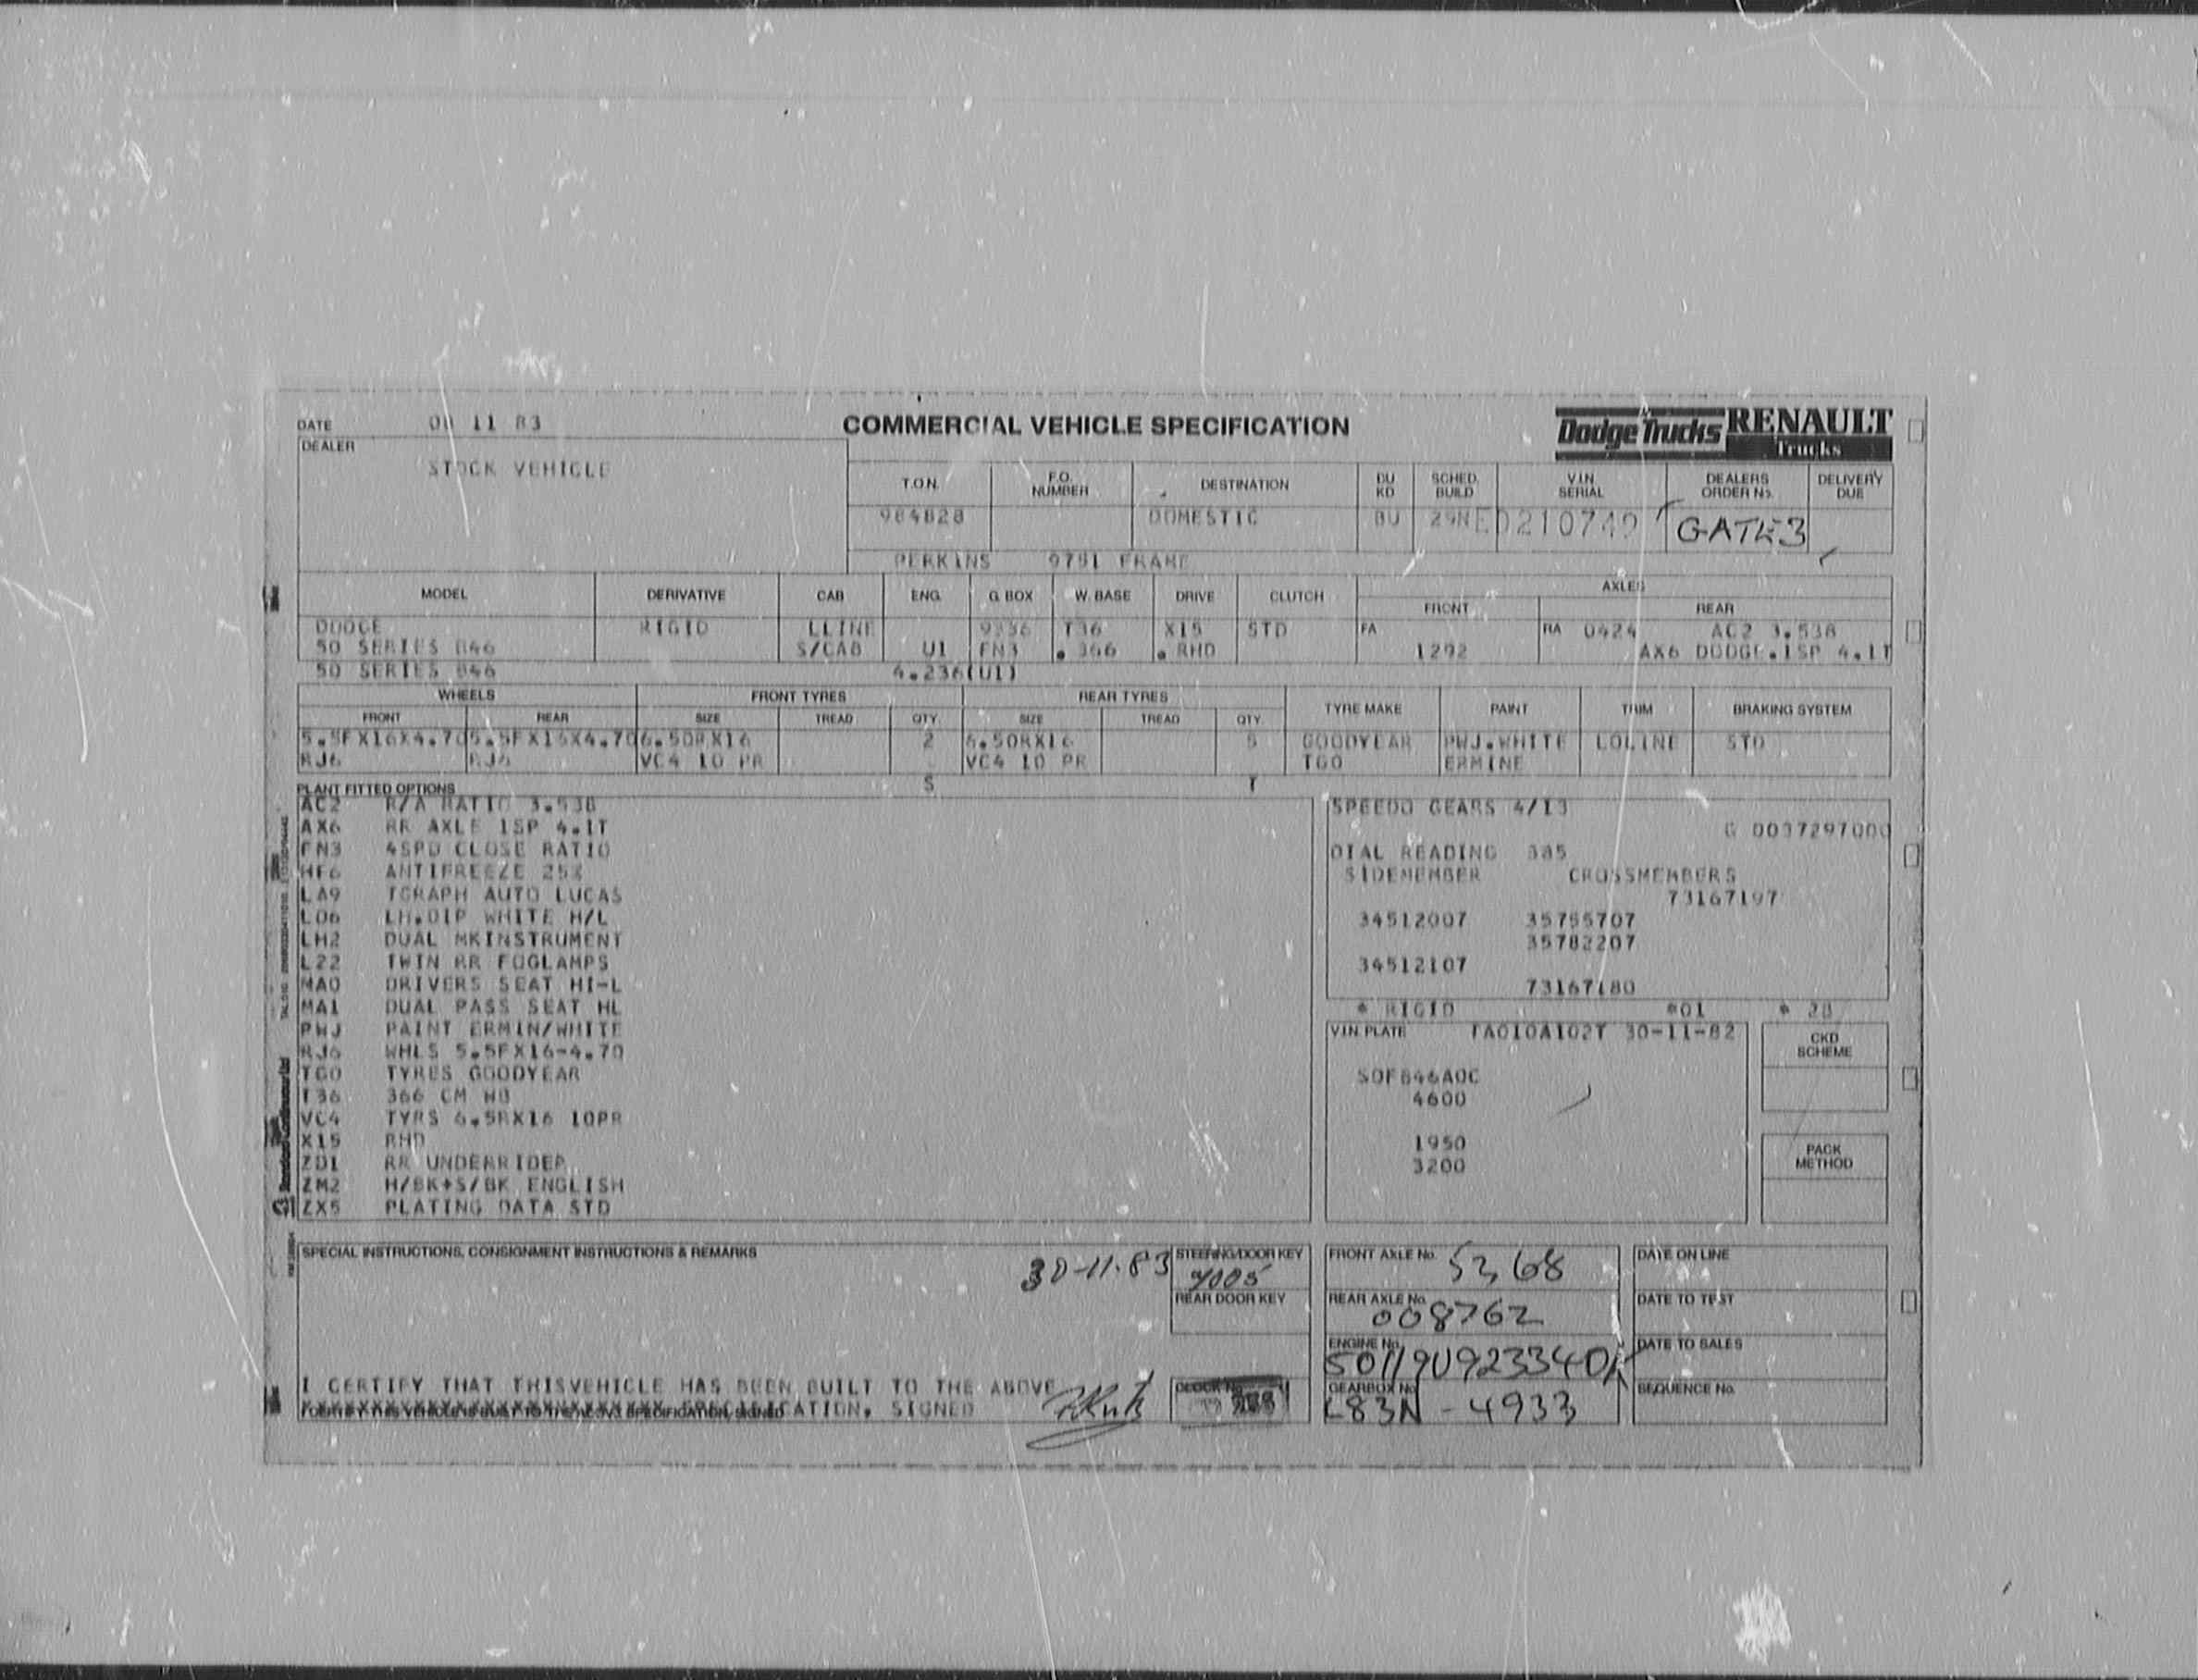 DATE 11 83
COMMERCIAL VEHICLE SPECIFICATION
Dodge Trucks RENAULT Trucks
DEALER
STOCK VEHICLE
T.O.N. F.O. NUMBER DESTINATION BU KD SCHED. BUILD V.I.N. SERIAL DEALERS ORDER No. DELIVERY DUE
984828 DOMESTIC BU 29NE D210749 GATE3
PERKINS 9751 FRAME
MODEL DERIVATIVE CAB ENG. G. BOX W. BASE DRIVE CLUTCH AXLES
FRONT REAR
DODGE RIGID LLINE 9336 T36 X15 STD FA RA 0424 AC2 3.538
50 SERIES B46 S/CAB U1 FN3 . 366 . RHD 1292 AX6 DODGE.1SP 4.1T
50 SERIES B46 4.236(U1)
WHEELS FRONT TYRES REAR TYRES TYRE MAKE PAINT TRIM BRAKING SYSTEM
FRONT REAR SIZE TREAD QTY. SIZE TREAD QTY.
5.5FX16X4.70 5.5FX16X4.70 6.50RX16 2 6.50RX16 5 GOODYEAR PWJ.WHITE LOLINE STD
RJ6 RJ6 VC4 10 PR VC4 10 PR TGO ERMINE
S T
PLANT FITTED OPTIONS
AC2 R/A RATIO 3.538
AX6 RR AXLE 1SP 4.1T
FN3 4SPD CLOSE RATIO
HF6 ANTIFREEZE 25%
LA9 TGRAPH AUTO LUCAS
LD6 LH.DIP WHITE H/L
LH2 DUAL MKINSTRUMENT
L22 TWIN RR FOGLAMPS
MA0 DRIVERS SEAT HI-L
MA1 DUAL PASS SEAT HL
PWJ PAINT ERMIN/WHITE
RJ6 WHLS 5.5FX16-4.70
TGO TYRES GOODYEAR
T36 366 CM WB
VC4 TYRS 6.5RX16 10PR
X15 RHD
ZD1 RR UNDERRIDER
ZM2 H/BK+S/BK ENGLISH
ZX5 PLATING DATA STD
SPEEDO GEARS 4/13
G 0037297000
DIAL READING 385
SIDEMEMBER CROSSMEMBERS
73167197
34512007 35755707
35782207
34512107
73167180
* RIGID *01 * 28
V.I.N PLATE TA010A102T 30-11-82
50FB46A0C
4600
1950
3200
CKD SCHEME
PACK METHOD
SPECIAL INSTRUCTIONS, CONSIGNMENT INSTRUCTIONS & REMARKS
30-11-83
STEERING/DOOR KEY
4005
REAR DOOR KEY
FRONT AXLE No. 5368
REAR AXLE No. 008762
ENGINE No.
GEARBOX No. L83N - 4933
DATE ON LINE
DATE TO TEST
DATE TO SALES
SEQUENCE No.
I CERTIFY THAT THISVEHICLE HAS BEEN BUILT TO THE ABOVE
SPECIFICATION, SIGNED